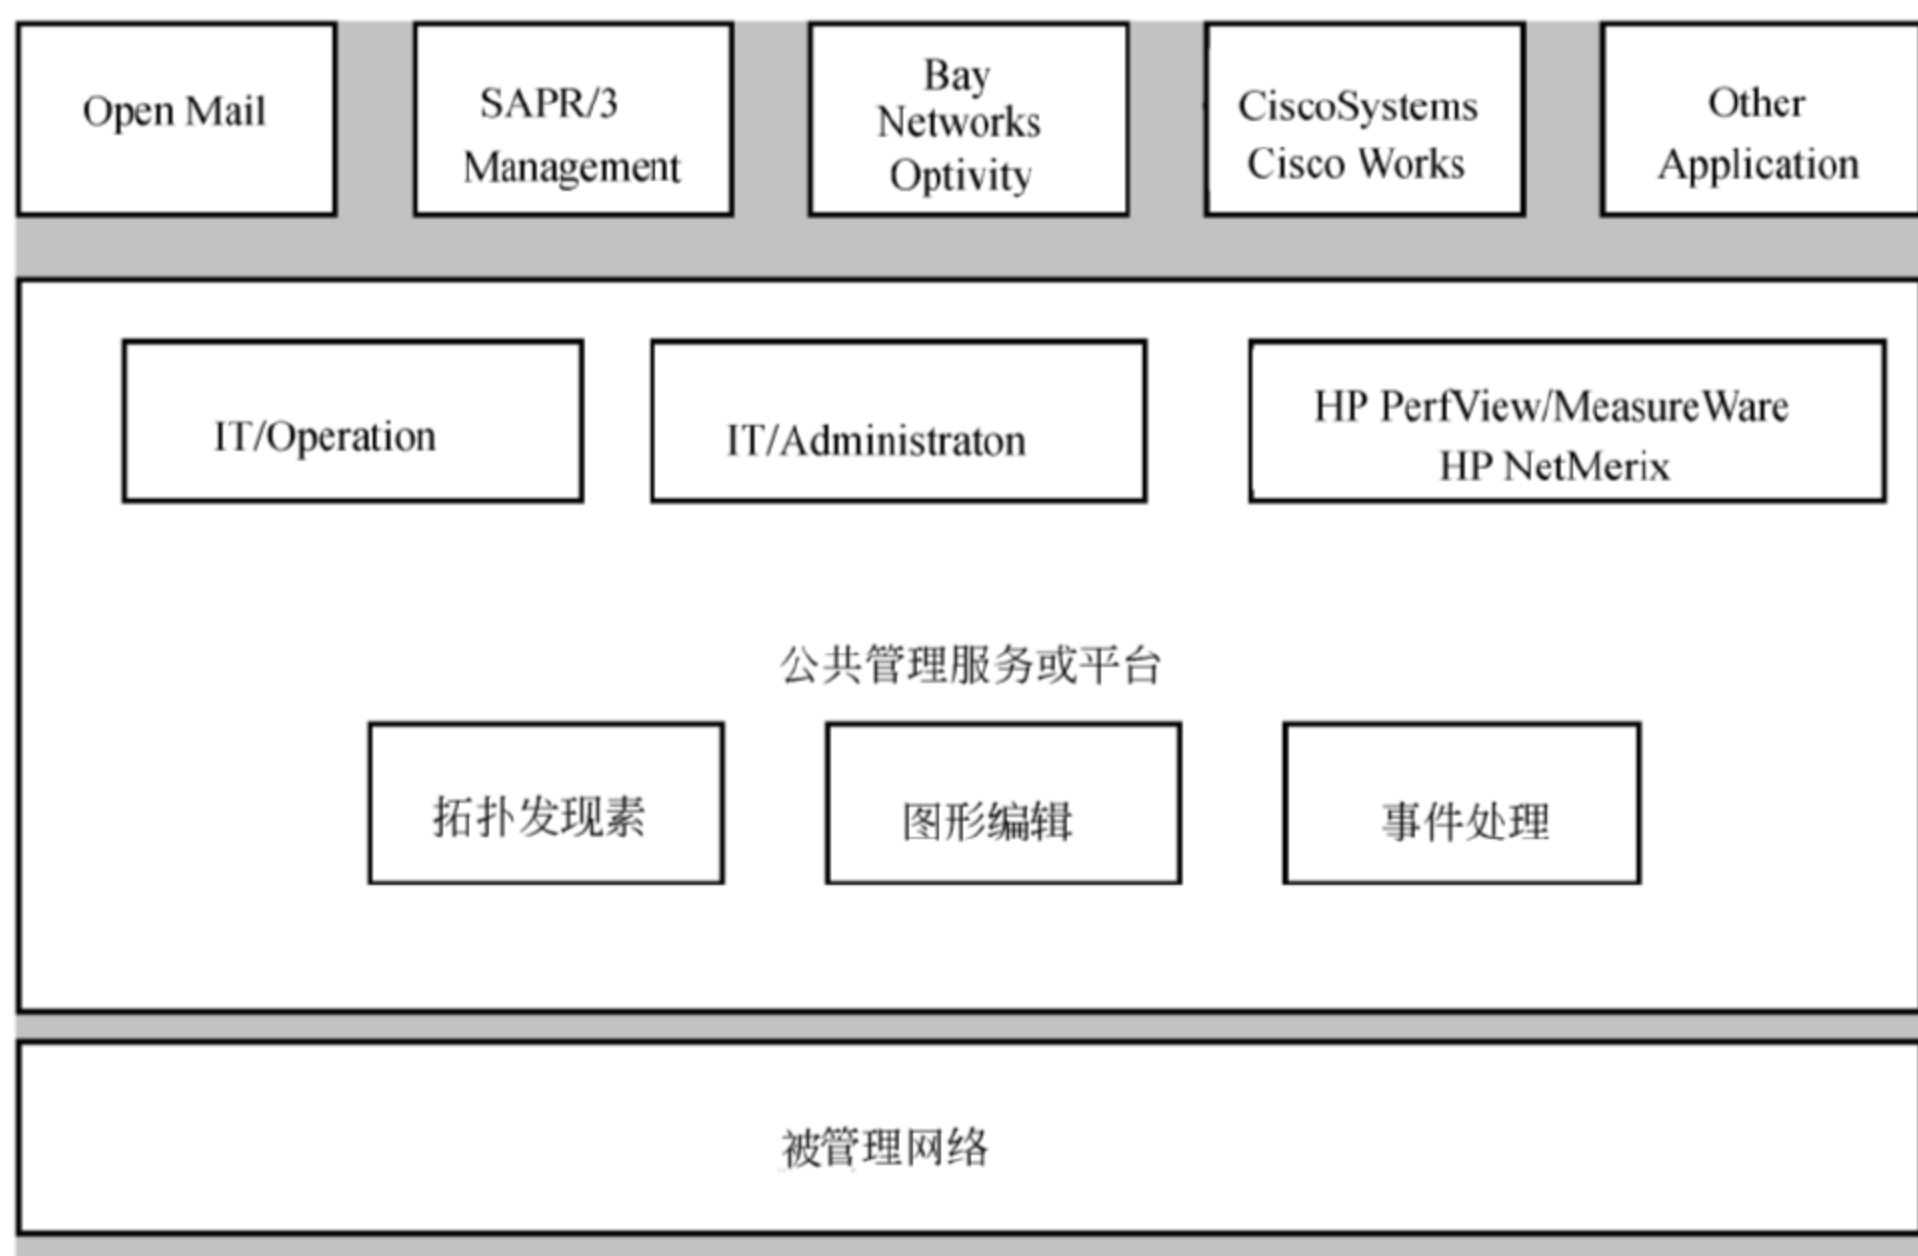 Open Mail
SAPR/3
Management
Bay
Networks
Optivity
CiscoSystems
Cisco Works
Other
Application
IT/Operation
IT/Administraton
HP PerfView/MeasureWare
HP NetMerix
公共管理服务或平台
拓扑发现素
图形编辑
事件处理
被管理网络